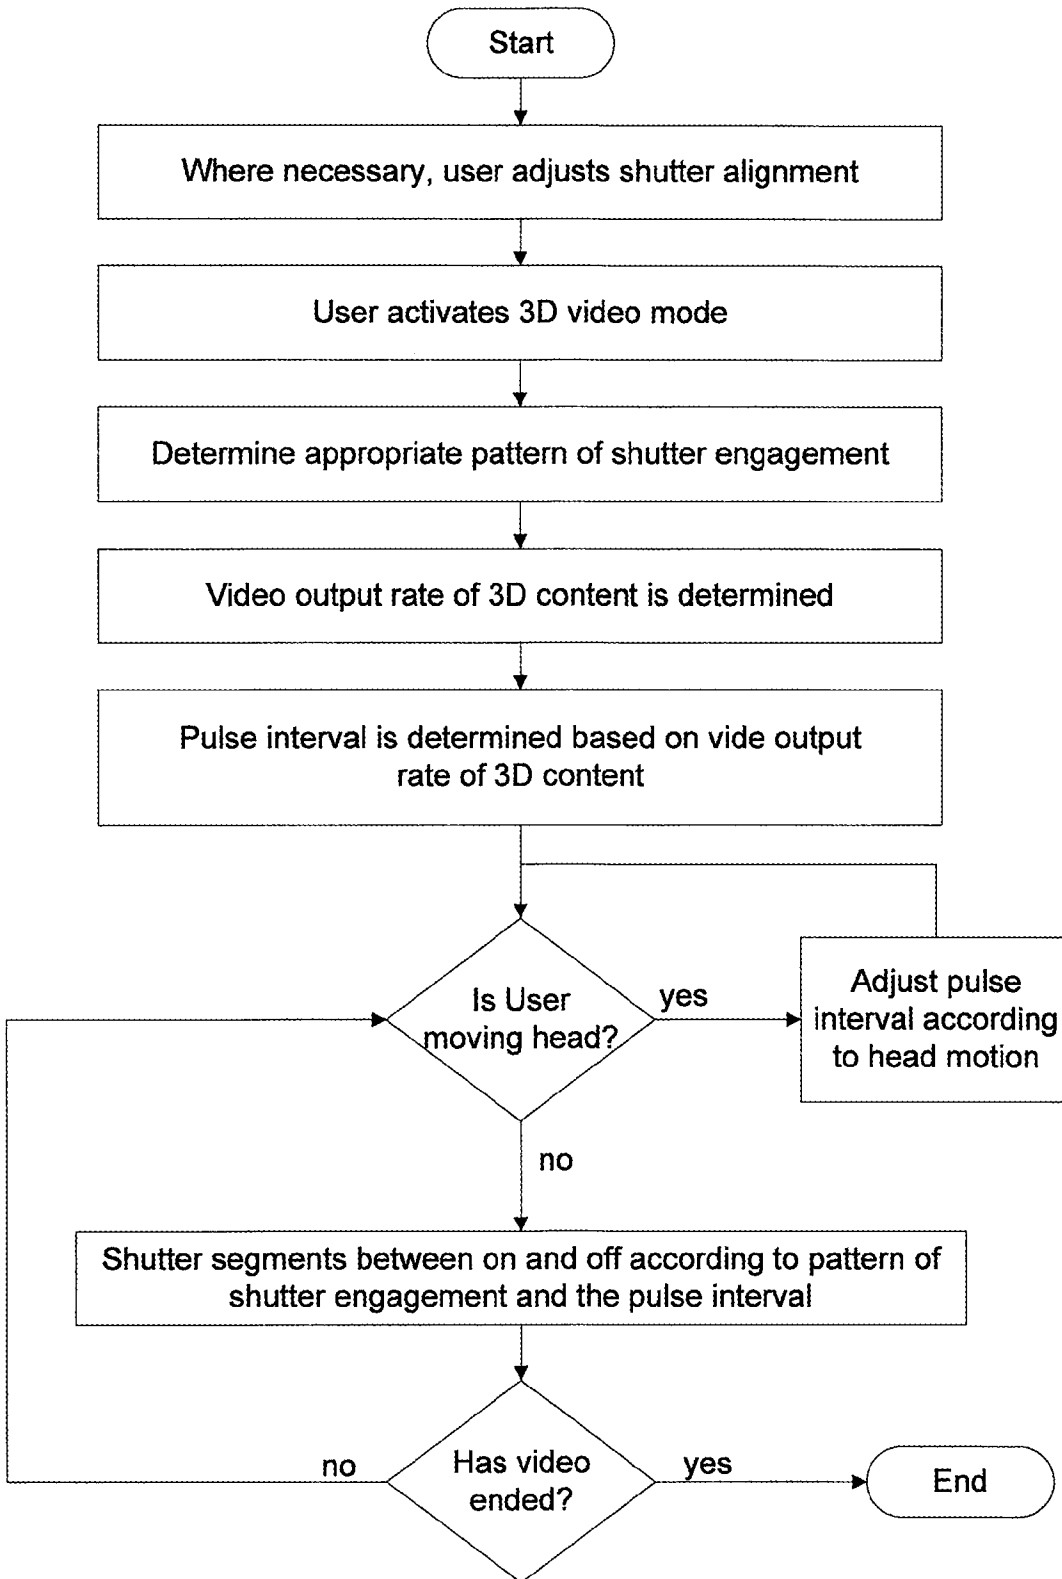 Start
Where necessary, user adjusts shutter alignment
User activates 3D video mode
Determine appropriate pattern of shutter engagement
Video output rate of 3D content is determined
Pulse interval is determined based on vide output
rate of 3D content
Is User
moving head?
yes
Adjust pulse
interval according
to head motion
no
Shutter segments between on and off according to pattern of
shutter engagement and the pulse interval
Has video
ended?
no
yes
End